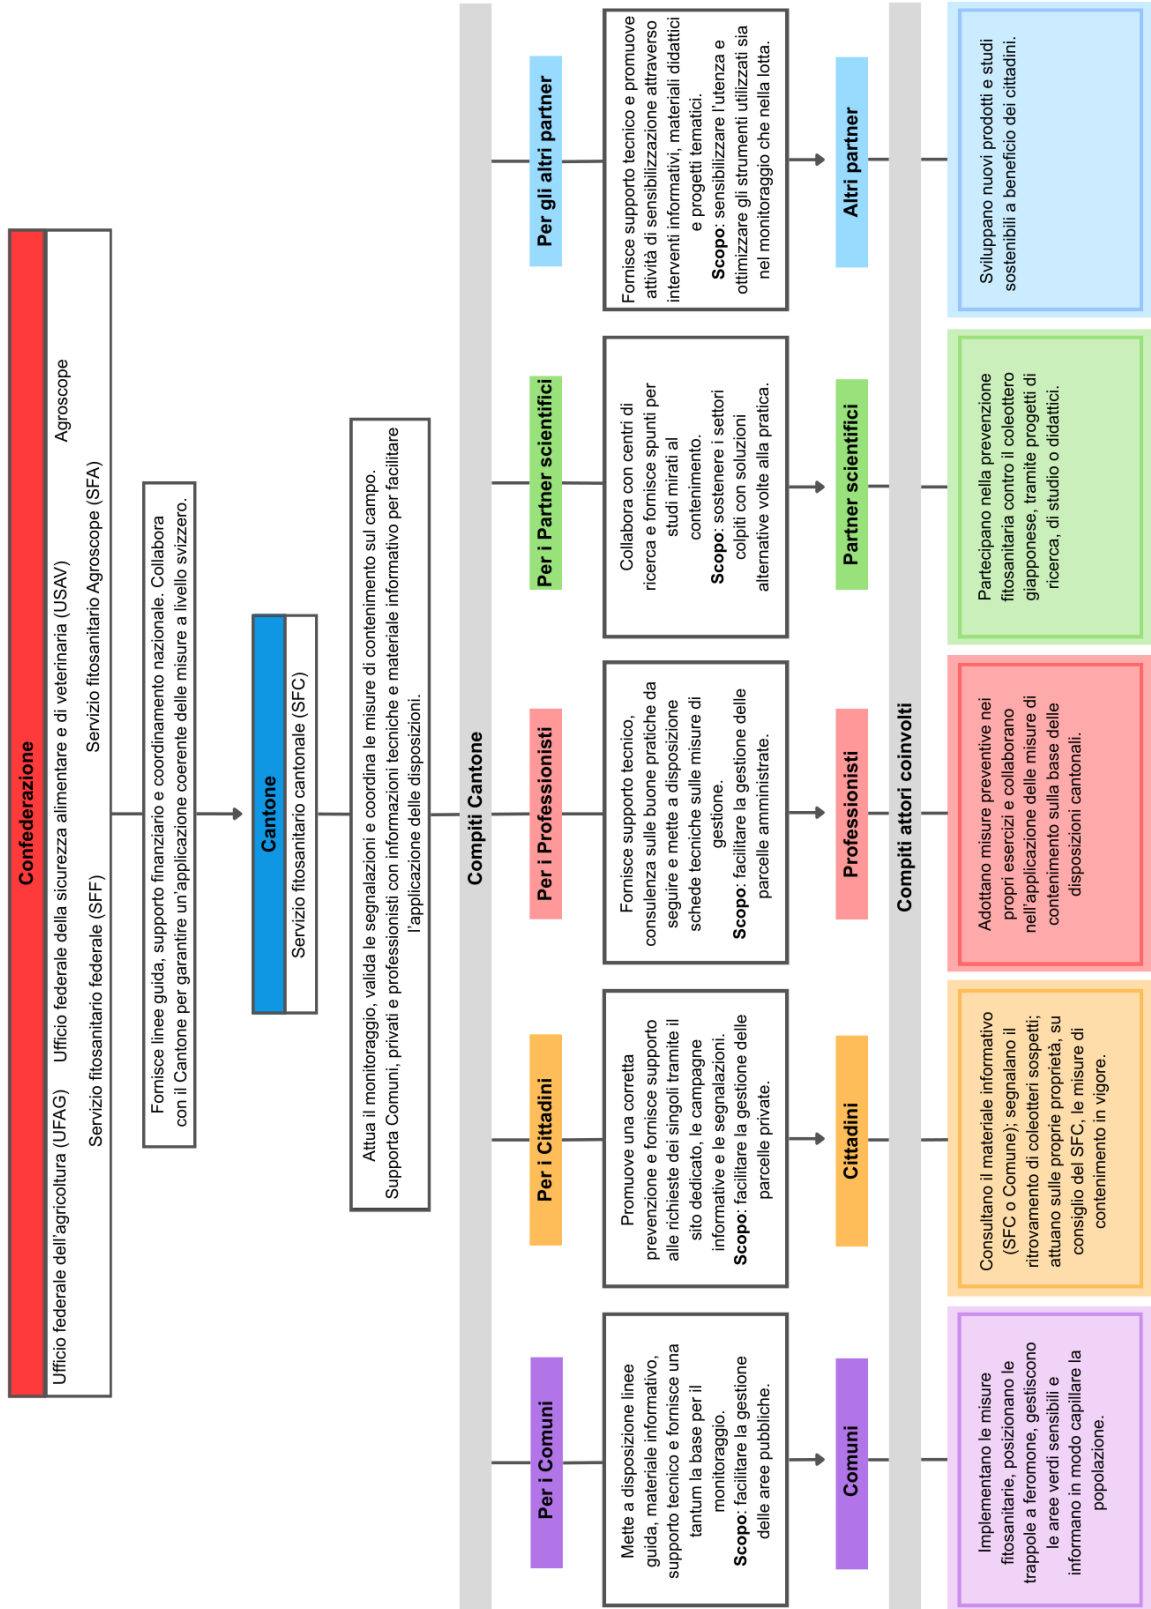 Confederazione
Ufficio federale dell'agricoltura (UFAG) Ufficio federale della sicurezza alimentare e di veterinaria (USAV) Agroscope
Servizio fitosanitario federale (SFF) Servizio fitosanitario Agroscope (SFA)
Fornisce linee guida, supporto finanziario e coordinamento nazionale. Collabora
con il Cantone per garantire un'applicazione coerente delle misure a livello svizzero.
Cantone
Servizio fitosanitario cantonale (SFC)
Attua il monitoraggio, valida le segnalazioni e coordina le misure di contenimento sul campo.
Supporta Comuni, privati e professionisti con informazioni tecniche e materiale informativo per facilitare
l'applicazione delle disposizioni.
Compiti Cantone
Per i Comuni
Mette a disposizione linee
guida, materiale informativo,
supporto tecnico e fornisce una
tantum la base per il
monitoraggio.
Scopo: facilitare la gestione
delle aree pubbliche.
Per i Cittadini
Promuove una corretta
prevenzione e fornisce supporto
alle richieste dei singoli tramite il
sito dedicato, le campagne
informative e le segnalazioni.
Scopo: facilitare la gestione delle
parcelle private.
Per i Professionisti
Fornisce supporto tecnico,
consulenza sulle buone pratiche da
seguire e mette a disposizione
schede tecniche sulle misure di
gestione.
Scopo: facilitare la gestione delle
parcelle amministrate.
Per i Partner scientifici
Collabora con centri di
ricerca e fornisce spunti per
studi mirati al
contenimento.
Scopo: sostenere i settori
colpiti con soluzioni
alternative volte alla pratica.
Per gli altri partner
Fornisce supporto tecnico e promuove
attività di sensibilizzazione attraverso
interventi informativi, materiali didattici
e progetti tematici.
Scopo: sensibilizzare l'utenza e
ottimizzare gli strumenti utilizzati sia
nel monitoraggio che nella lotta.
Comuni
Cittadini
Professionisti
Partner scientifici
Altri partner
Compiti attori coinvolti
Implementano le misure
fitosanitarie, posizionano le
trappole a feromone, gestiscono
le aree verdi sensibili e
informano in modo capillare la
popolazione.
Consultano il materiale informativo
(SFC o Comune); segnalano il
ritrovamento di coleotteri sospetti;
attuano sulle proprie proprietà, su
consiglio del SFC, le misure di
contenimento in vigore.
Adottano misure preventive nei
propri esercizi e collaborano
nell'applicazione delle misure di
contenimento sulla base delle
disposizioni cantonali.
Partecipano nella prevenzione
fitosanitaria contro il coleottero
giapponese, tramite progetti di
ricerca, di studio o didattici.
Sviluppano nuovi prodotti e studi
sostenibili a beneficio dei cittadini.